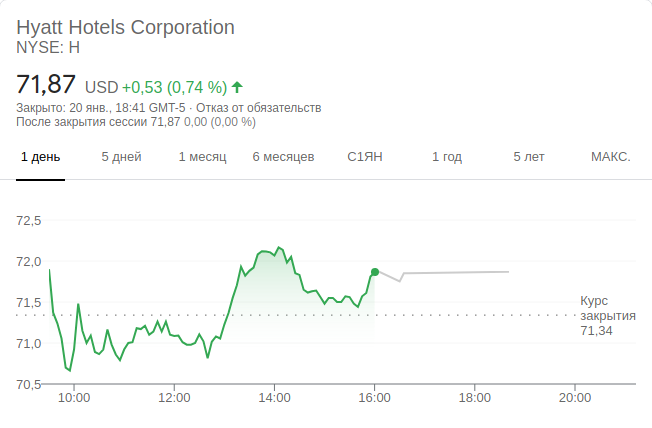 Hyatt Hotels Corporation
NYSE: H
71,87 USD +0,53 (0,74 %)
Закрыто: 20 янв., 18:41 GMT-5 · Отказ от обязательств
После закрытия сессии 71,87 0,00 (0,00 %)
1 день 5 дней 1 месяц 6 месяцев С1ЯН 1 год 5 лет МАКС.
72,5
72,0
71,5
71,0
70,5
Курс
закрытия
71,34
10:00 12:00 14:00 16:00 18:00 20:00